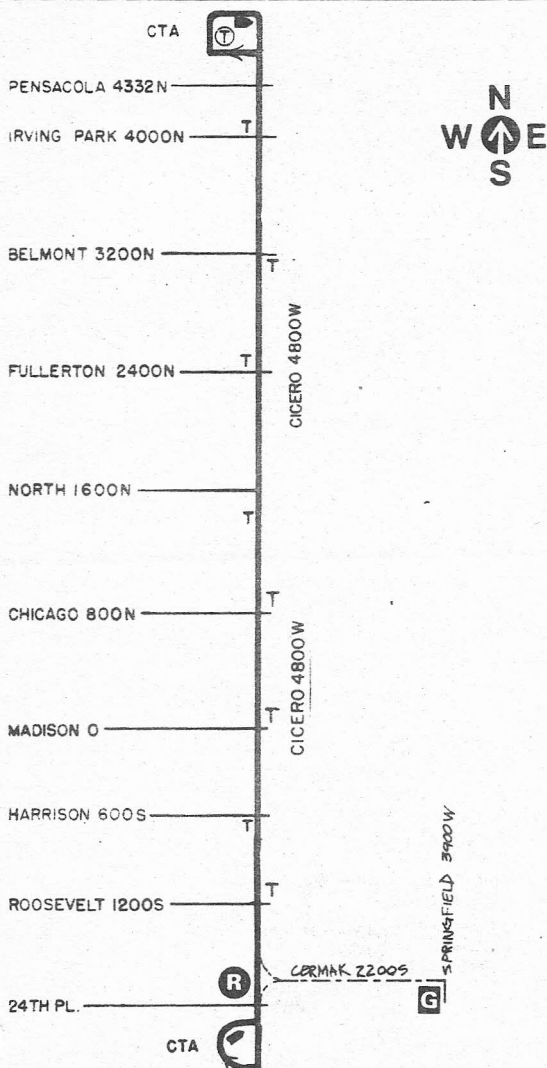 CTA
T
PENSACOLA 4332N
N
W E
S
IRVING PARK 4000N
T
BELMONT 3200N
T
CICERO 4800W
FULLERTON 2400N
T
NORTH 1600N
T
CHICAGO 800N
T
CICERO 4800W
MADISON 0
T
HARRISON 600S
T
SPRINGFIELD 3900W
ROOSEVELT 1200S
T
CERMAK 2200S
R
G
24TH PL.
CTA